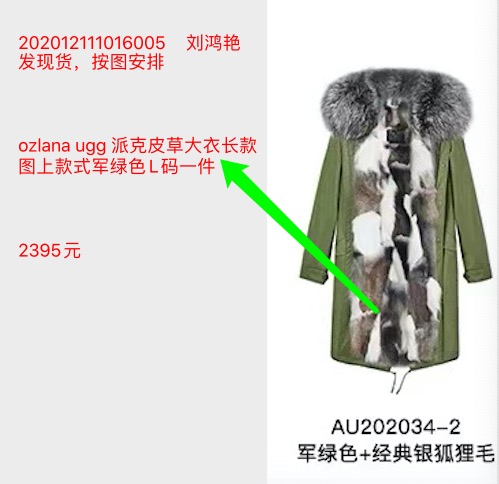 202012111016005 刘鸿艳
发现货，按图安排
ozlana ugg 派克皮草大衣长款
图上款式军绿色L码一件
2395元
AU202034-2
军绿色+经典银狐狸毛